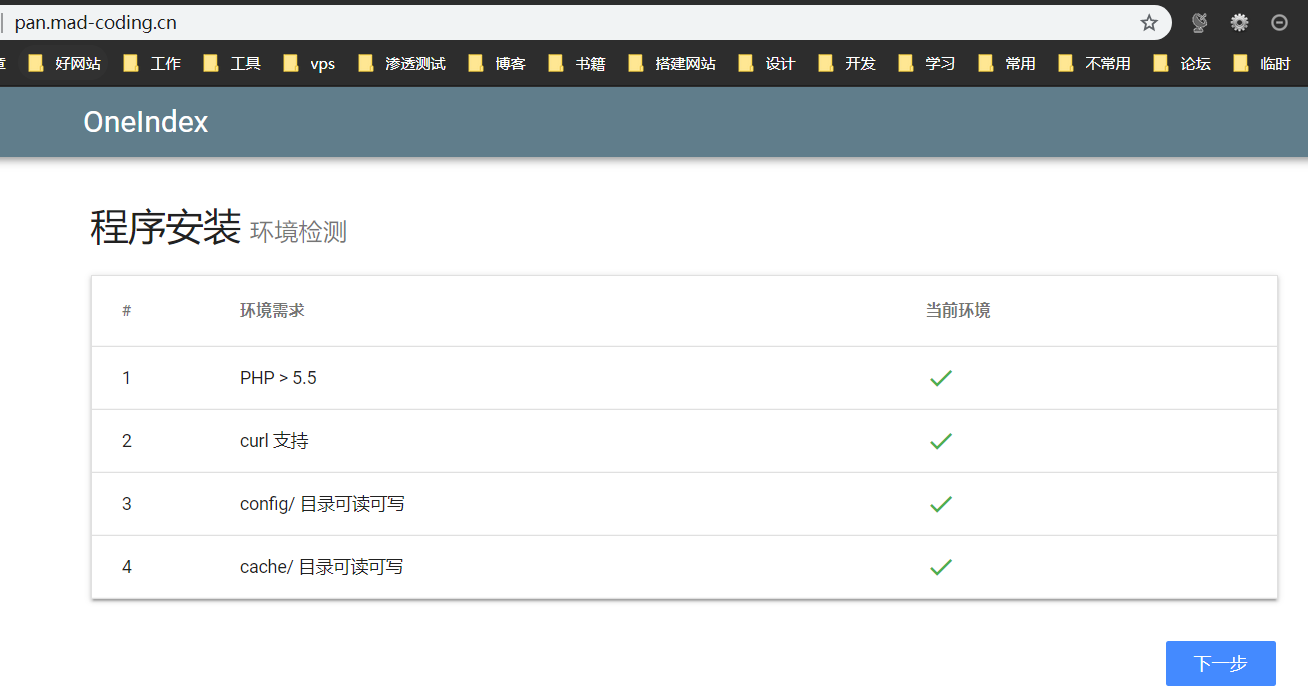 pan.mad-coding.cn
好网站 工作 工具 vps 渗透测试 博客 书籍 搭建网站 设计 开发 学习 常用 不常用 论坛 临时
OneIndex
程序安装 环境检测
# 环境需求 当前环境
1 PHP > 5.5
2 curl 支持
3 config/ 目录可读可写
4 cache/ 目录可读可写
下一步